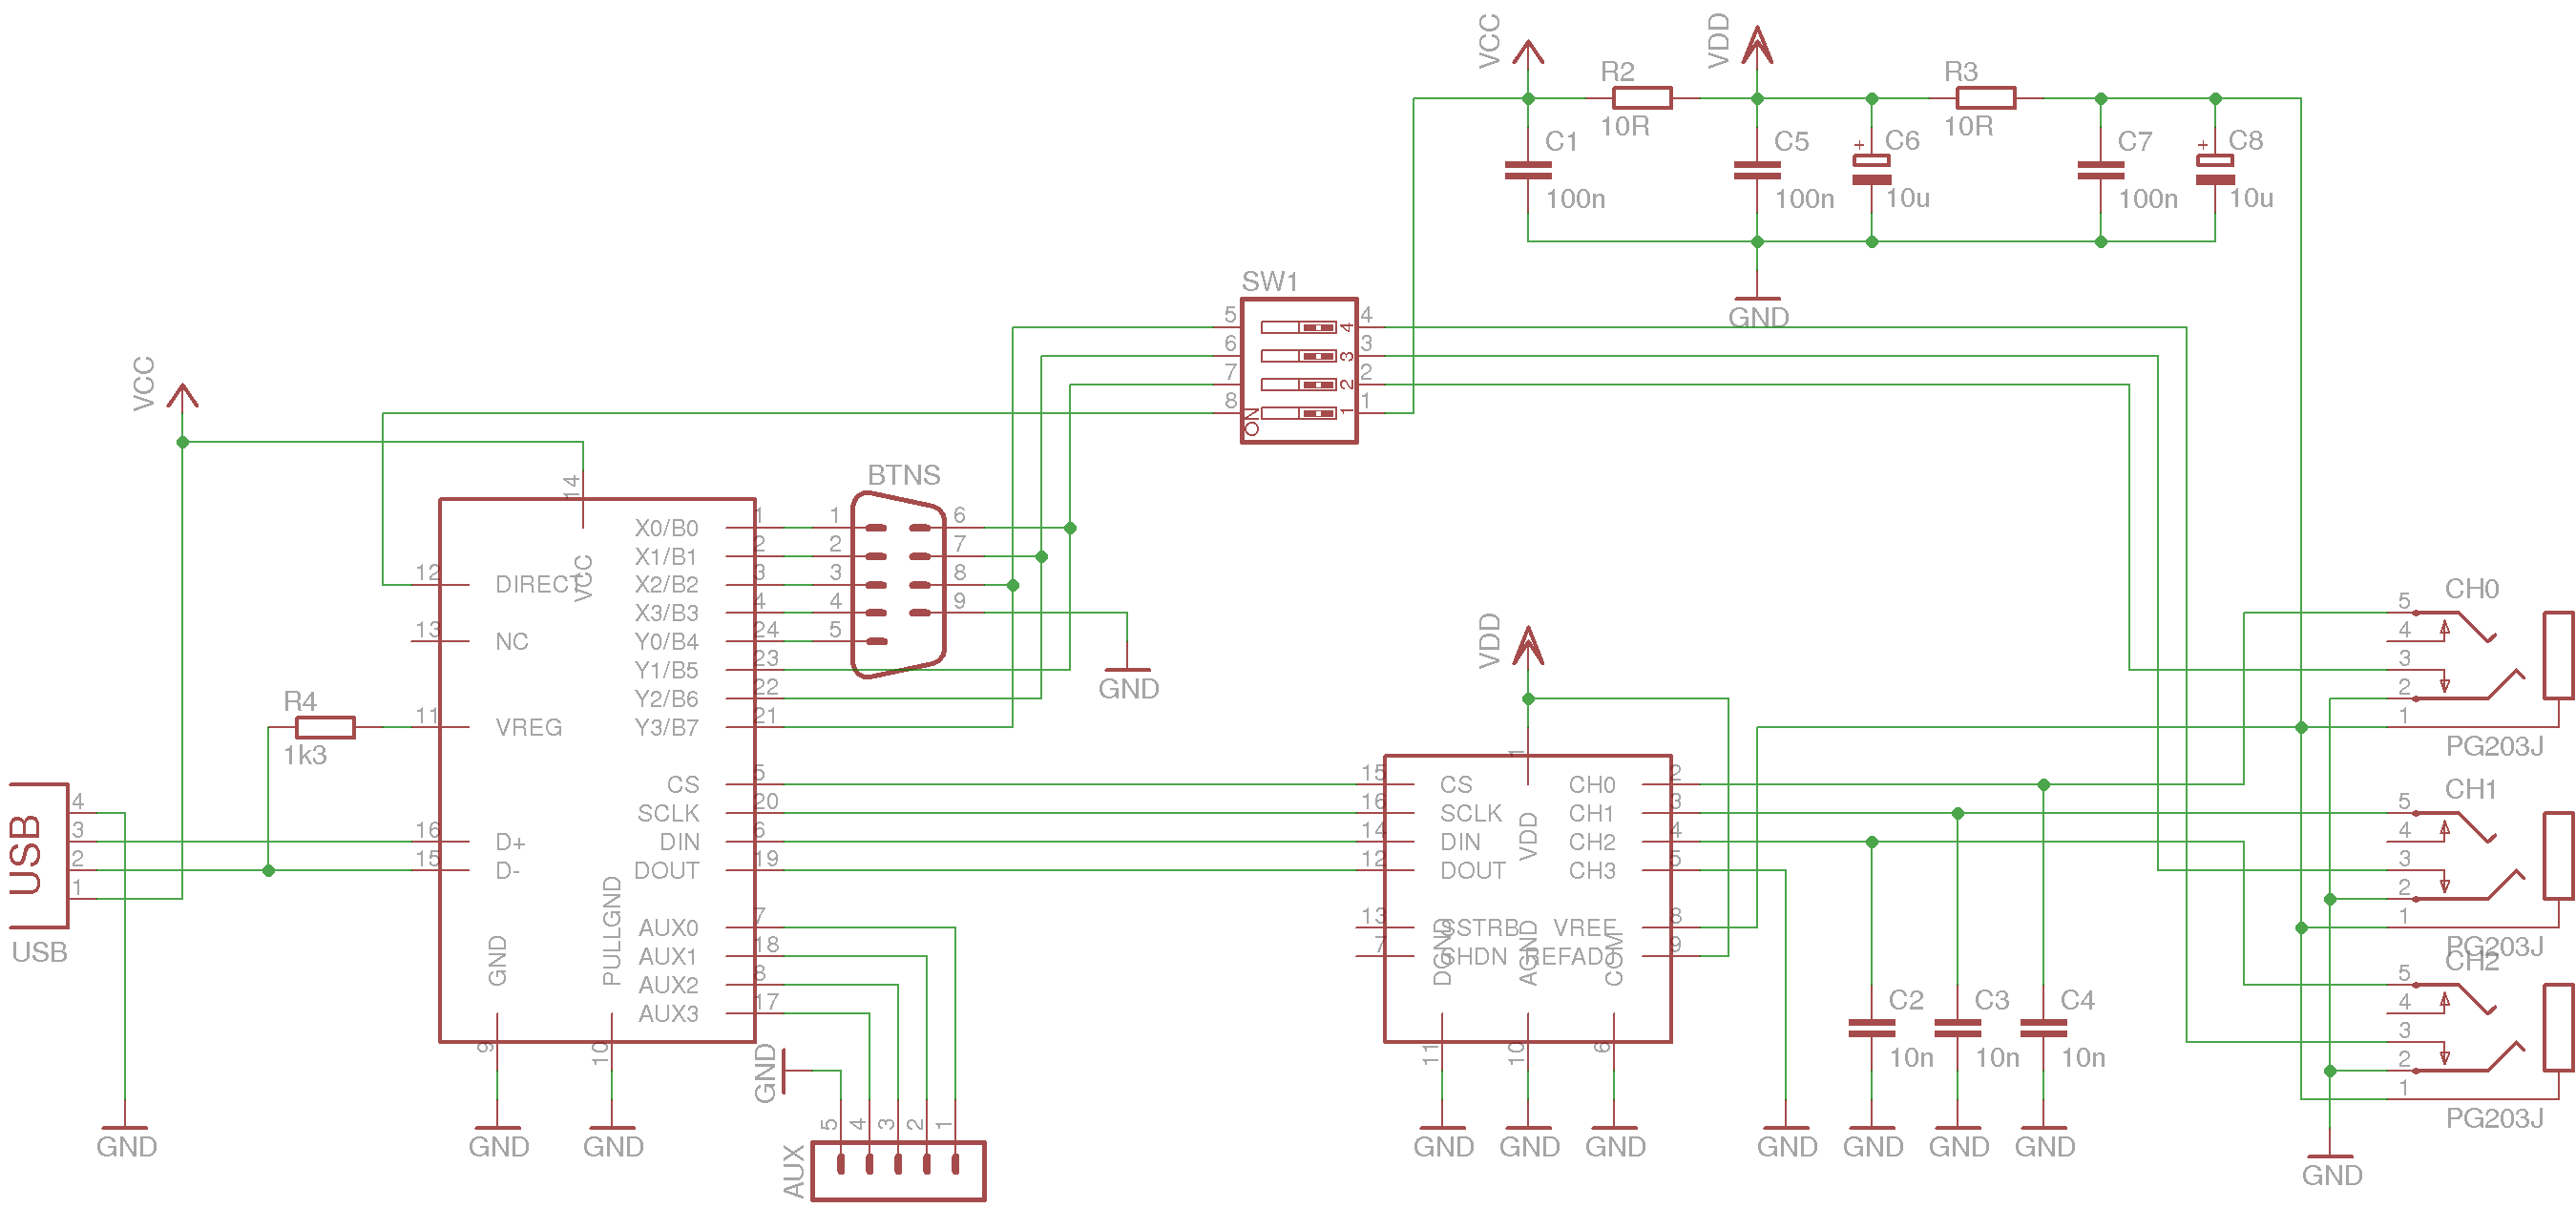 VCC
VDD
R2
10R
R3
10R
C1
100n
C5
100n
+
C6
10u
C7
100n
+
C8
10u
GND
SW1
5
6
7
8
4
3
2
1
4
3
2
1
ON
VCC
BTNS
1
2
3
4
5
6
7
8
9
GND
14
VCC
12
DIRECT
13
NC
11
VREG
16
D+
15
D-
R4
1k3
X0/B0
1
X1/B1
2
X2/B2
3
X3/B3
4
Y0/B4
24
Y1/B5
23
Y2/B6
22
Y3/B7
21
CS
5
SCLK
20
DIN
6
DOUT
19
AUX0
7
AUX1
18
AUX2
8
AUX3
17
GND
9
PULLGND
10
GND
GND
USB
4
3
2
1
USB
GND
GND
AUX
5
4
3
2
1
VDD
1
VDD
15
CS
16
SCLK
14
DIN
12
DOUT
13
SSTRB
7
SHDN
CH0
2
CH1
3
CH2
4
CH3
5
VREF
8
REFADJ
9
DGND
11
AGND
10
COM
6
GND
GND
GND
GND
C2
10n
GND
C3
10n
GND
C4
10n
GND
CH0
5
4
3
2
1
PG203J
CH1
5
4
3
2
1
PG203J
CH2
5
4
3
2
1
PG203J
GND